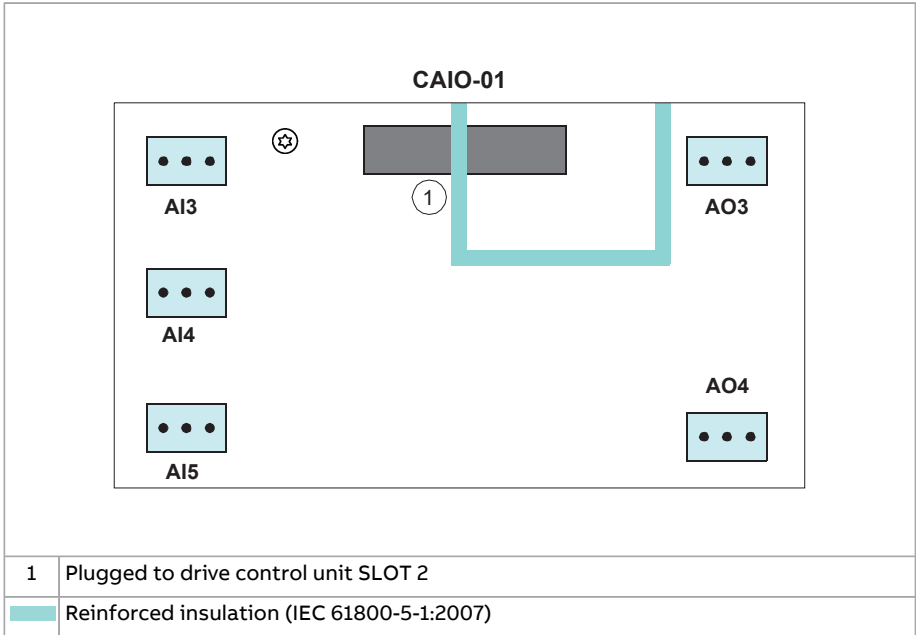 CAIO-01
1
AI3
AO3
AI4
AO4
AI5
1 Plugged to drive control unit SLOT 2
Reinforced insulation (IEC 61800-5-1:2007)